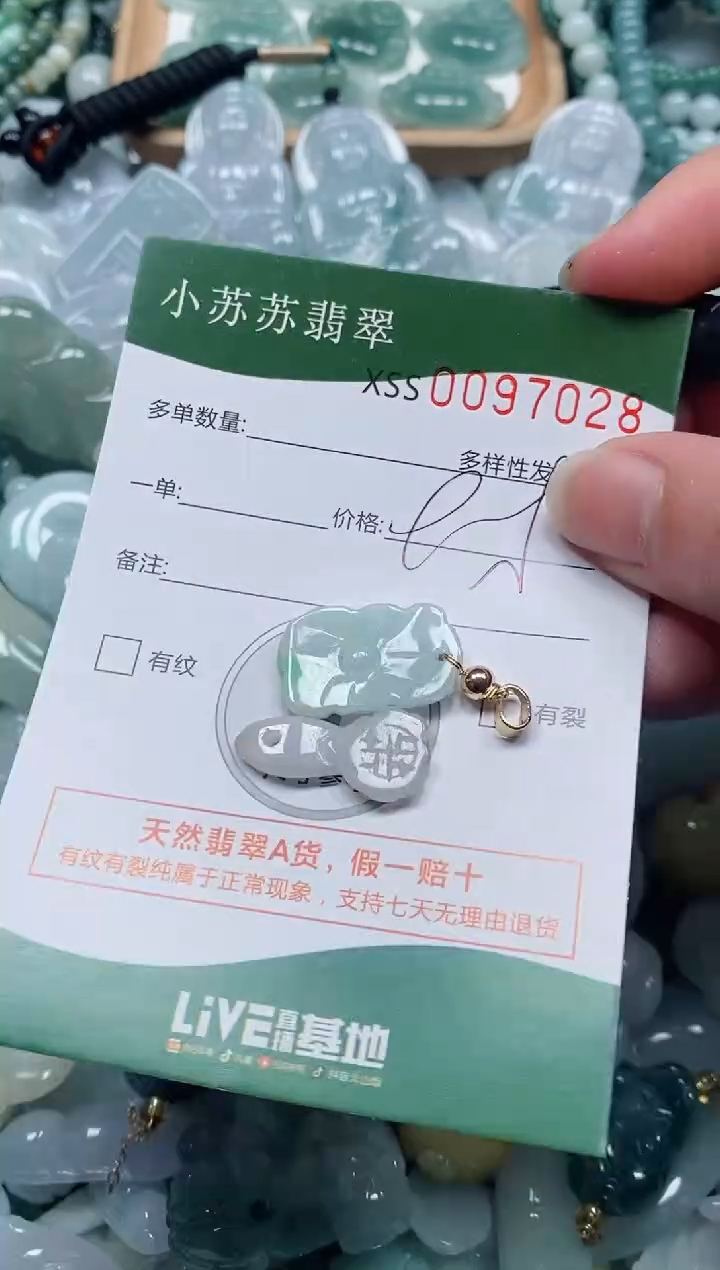 小苏苏翡翠
XSS 0097028
多单数量:
多样性发
一单:
价格:
备注:
有纹
有裂
天然翡翠A货，假一赔十
有纹有裂纯属于正常现象，支持七天无理由退货
LiVE直播基地